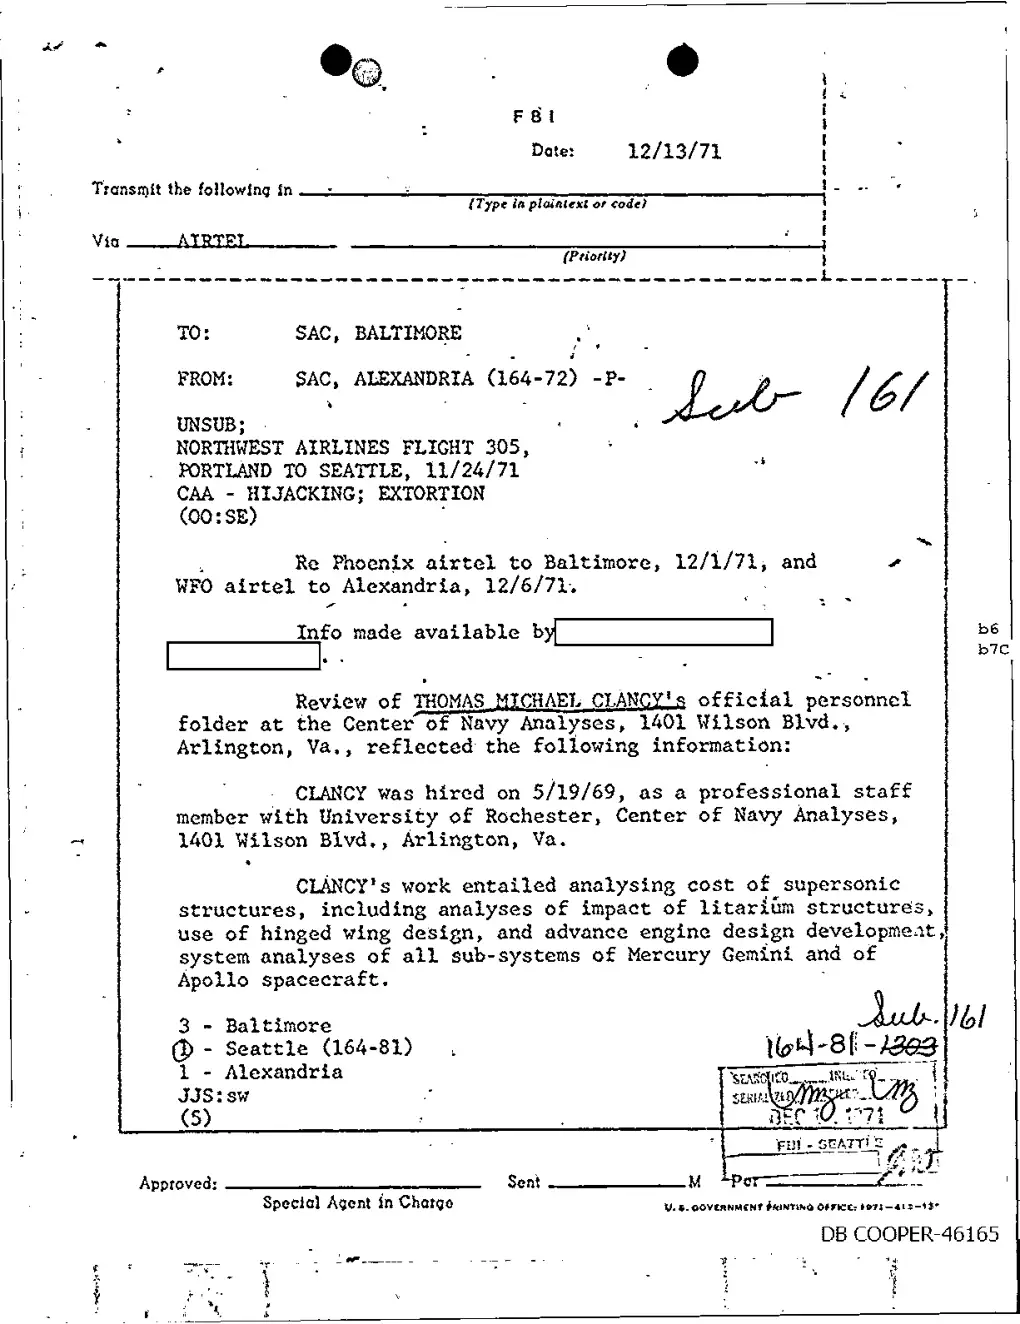 FBI
Date: 12/13/71
Transmit the following in
(Type in plaintext or code)
Via AIRTEL
(Priority)
TO: SAC, BALTIMORE
FROM: SAC, ALEXANDRIA (164-72) -P-
Sub 161
UNSUB;
NORTHWEST AIRLINES FLIGHT 305,
PORTLAND TO SEATTLE, 11/24/71
CAA - HIJACKING; EXTORTION
(OO:SE)
Re Phoenix airtel to Baltimore, 12/1/71, and
WFO airtel to Alexandria, 12/6/71.
Info made available by
.
b6
b7C
Review of THOMAS MICHAEL CLANCY's official personnel
folder at the Center of Navy Analyses, 1401 Wilson Blvd.,
Arlington, Va., reflected the following information:
CLANCY was hired on 5/19/69, as a professional staff
member with University of Rochester, Center of Navy Analyses,
1401 Wilson Blvd., Arlington, Va.
CLANCY's work entailed analysing cost of supersonic
structures, including analyses of impact of litarium structures,
use of hinged wing design, and advance engine design development,
system analyses of all sub-systems of Mercury Gemini and of
Apollo spacecraft.
3 - Baltimore
1 - Seattle (164-81)
1 - Alexandria
JJS:sw
(S)
Sub. 161
164-81-1303
SEARCHED
DEC 1971
FBI - SEATTLE
Approved: Sent M Per
Special Agent in Charge
U.S. GOVERNMENT PRINTING OFFICE:
DB COOPER-46165